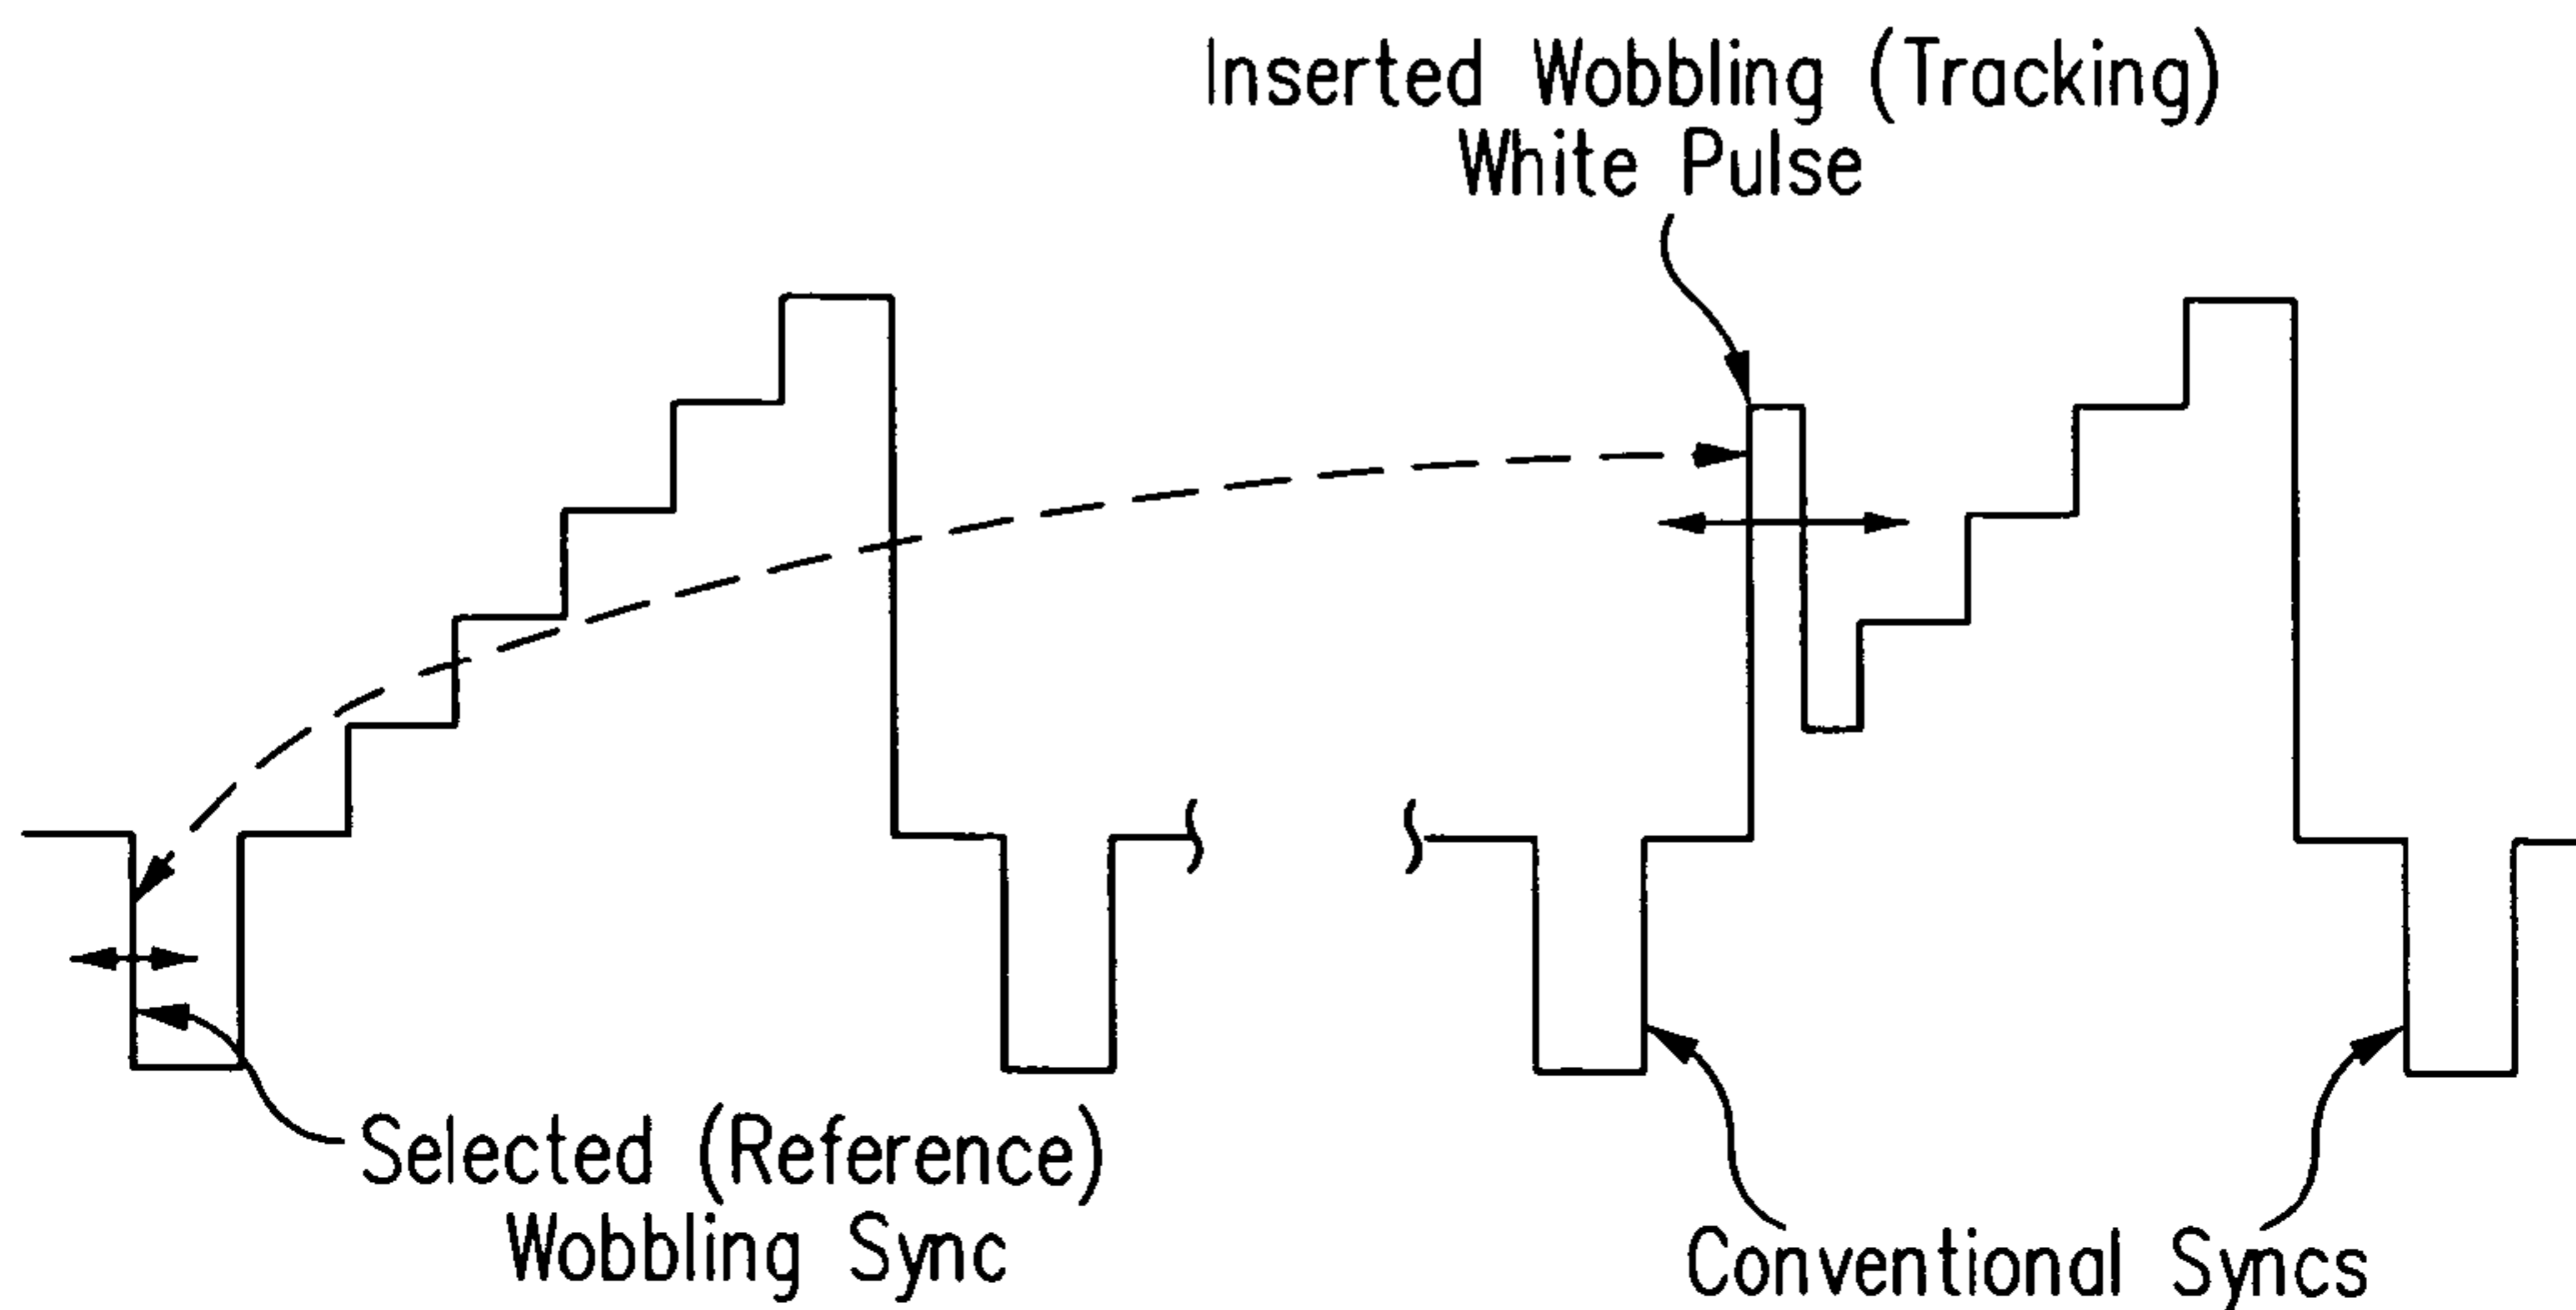 Inserted Wobbling (Tracking)
White Pulse
Selected (Reference)
Wobbling Sync
Conventional Syncs